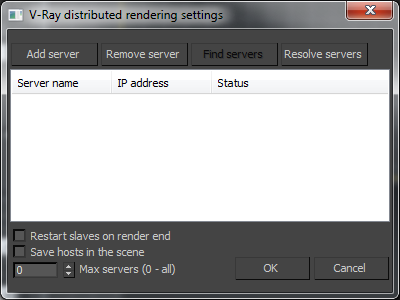 V-Ray distributed rendering settings
Add server Remove server Find servers Resolve servers
Server name IP address Status
Restart slaves on render end
Save hosts in the scene
0 Max servers (0 - all) OK Cancel